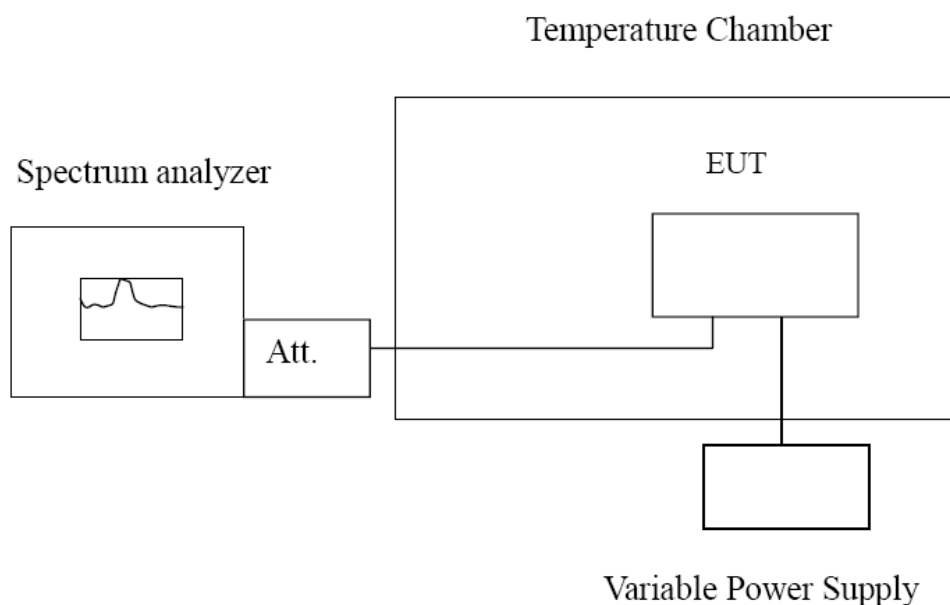 Temperature Chamber
Spectrum analyzer
EUT
Att.
Variable Power Supply